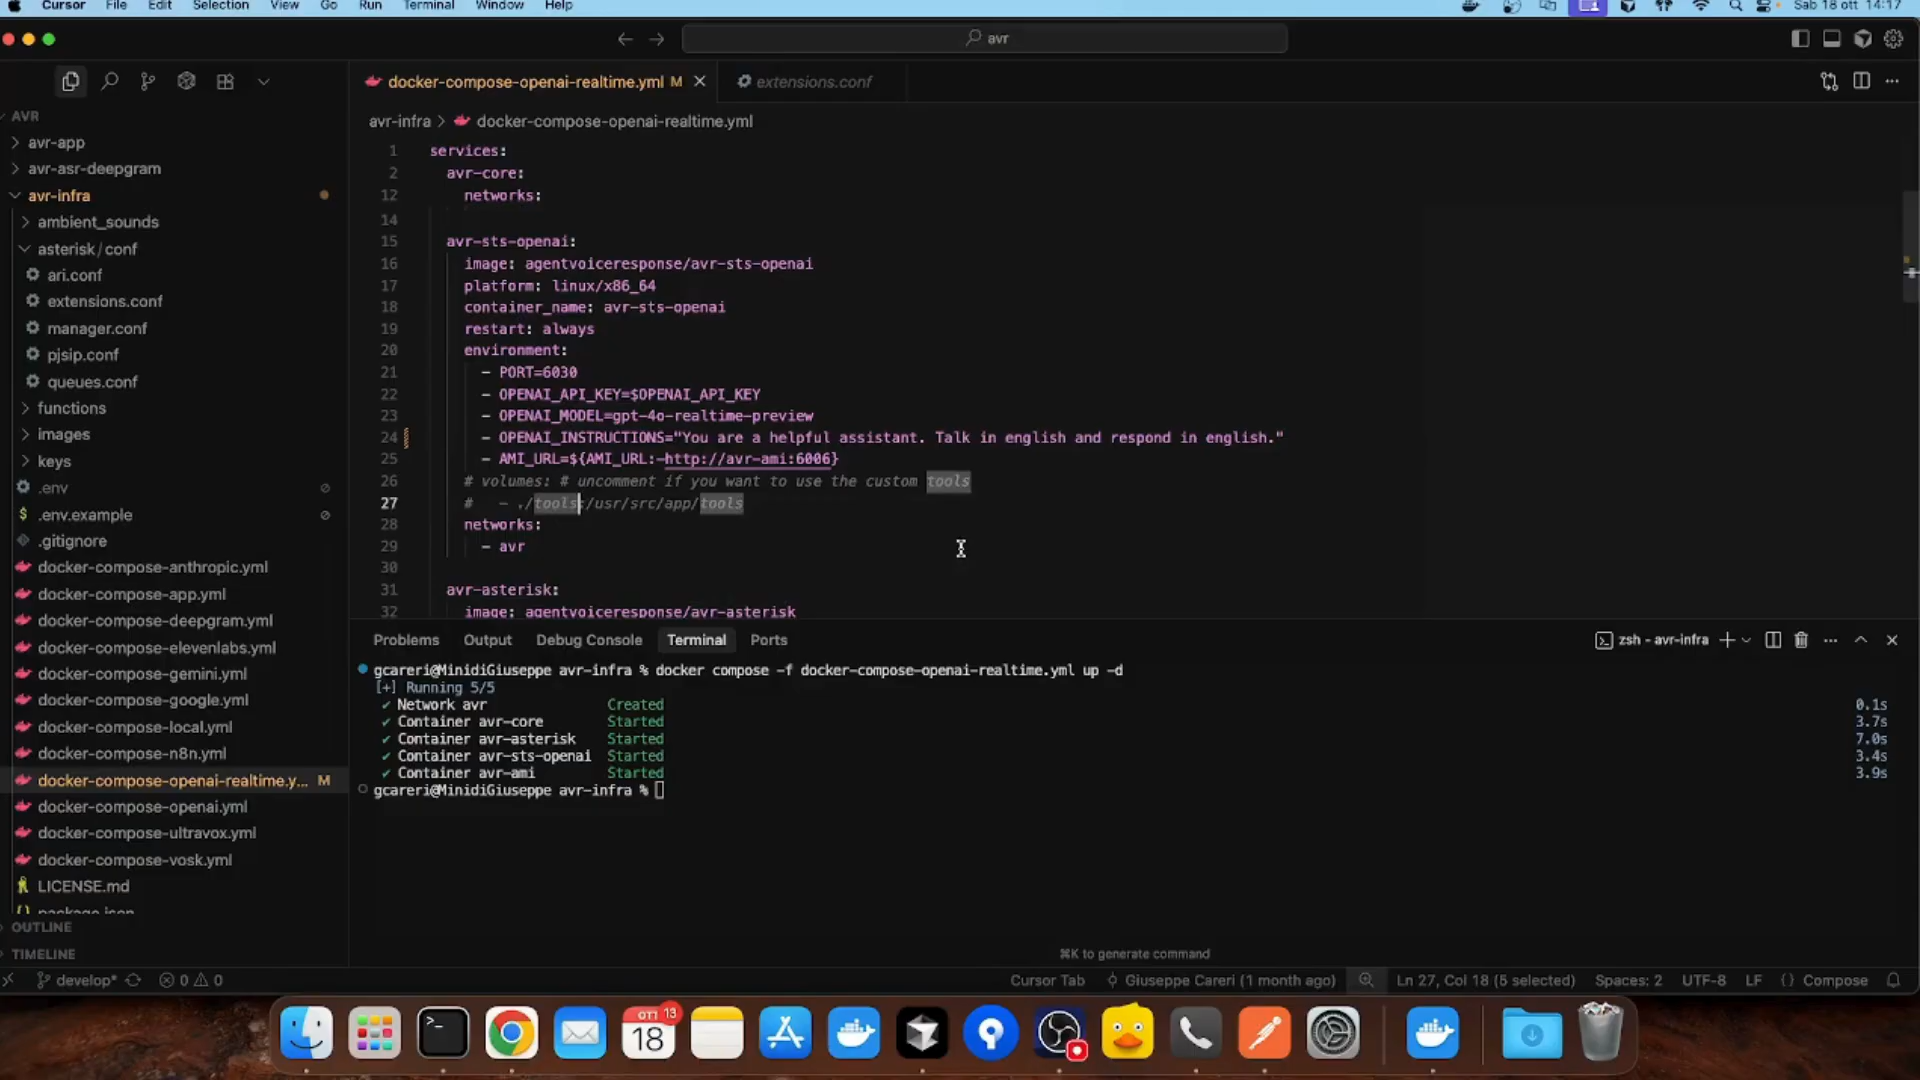 Cursor File Edit Selection View Go Run Terminal Window Help
Sab 18 ott 14:17
avr
docker-compose-openai-realtime.yml M
extensions.conf
avr-infra > docker-compose-openai-realtime.yml
AVR
avr-app
avr-asr-deepgram
avr-infra
ambient_sounds
asterisk / conf
ari.conf
extensions.conf
manager.conf
pjsip.conf
queues.conf
functions
images
keys
.env
.env.example
.gitignore
docker-compose-anthropic.yml
docker-compose-app.yml
docker-compose-deepgram.yml
docker-compose-elevenlabs.yml
docker-compose-gemini.yml
docker-compose-google.yml
docker-compose-local.yml
docker-compose-n8n.yml
docker-compose-openai-realtime.y... M
docker-compose-openai.yml
docker-compose-ultravox.yml
docker-compose-vosk.yml
LICENSE.md
package.json
OUTLINE
TIMELINE
1 services:
2 avr-core:
12 networks:
14
15 avr-sts-openai:
16 image: agentvoiceresponse/avr-sts-openai
17 platform: linux/x86_64
18 container_name: avr-sts-openai
19 restart: always
20 environment:
21 - PORT=6030
22 - OPENAI_API_KEY=$OPENAI_API_KEY
23 - OPENAI_MODEL=gpt-4o-realtime-preview
24 - OPENAI_INSTRUCTIONS="You are a helpful assistant. Talk in english and respond in english."
25 - AMI_URL=${AMI_URL:-http://avr-ami:6006}
26 # volumes: # uncomment if you want to use the custom tools
27 # - ./tools:/usr/src/app/tools
28 networks:
29 - avr
30
31 avr-asterisk:
32 image: agentvoiceresponse/avr-asterisk
Problems Output Debug Console Terminal Ports
zsh - avr-infra
gcareri@MinidiGiuseppe avr-infra % docker compose -f docker-compose-openai-realtime.yml up -d
[+] Running 5/5
✔ Network avr Created 0.1s
✔ Container avr-core Started 3.7s
✔ Container avr-asterisk Started 7.0s
✔ Container avr-sts-openai Started 3.4s
✔ Container avr-ami Started 3.9s
gcareri@MinidiGiuseppe avr-infra %
⌘K to generate command
develop* 0 0
Cursor Tab Giuseppe Careri (1 month ago) Ln 27, Col 18 (5 selected) Spaces: 2 UTF-8 LF {} Compose
OTT 13
18